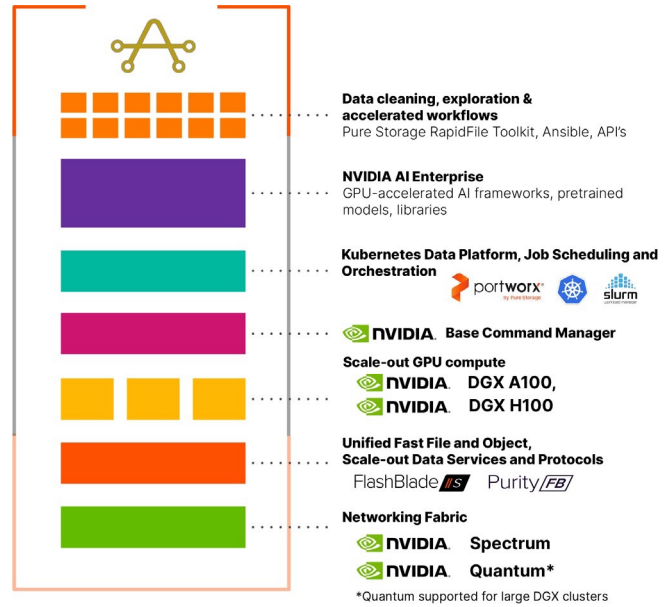 Data cleaning, exploration &
accelerated workflows
Pure Storage RapidFile Toolkit, Ansible, API's
NVIDIA AI Enterprise
GPU-accelerated AI frameworks, pretrained
models, libraries
Kubernetes Data Platform, Job Scheduling and
Orchestration
portworx®
by Pure Storage
slurm
workload manager
NVIDIA. Base Command Manager
Scale-out GPU compute
NVIDIA. DGX A100,
NVIDIA. DGX H100
Unified Fast File and Object,
Scale-out Data Services and Protocols
FlashBlade //S Purity/FB/
Networking Fabric
NVIDIA. Spectrum
NVIDIA. Quantum*
*Quantum supported for large DGX clusters